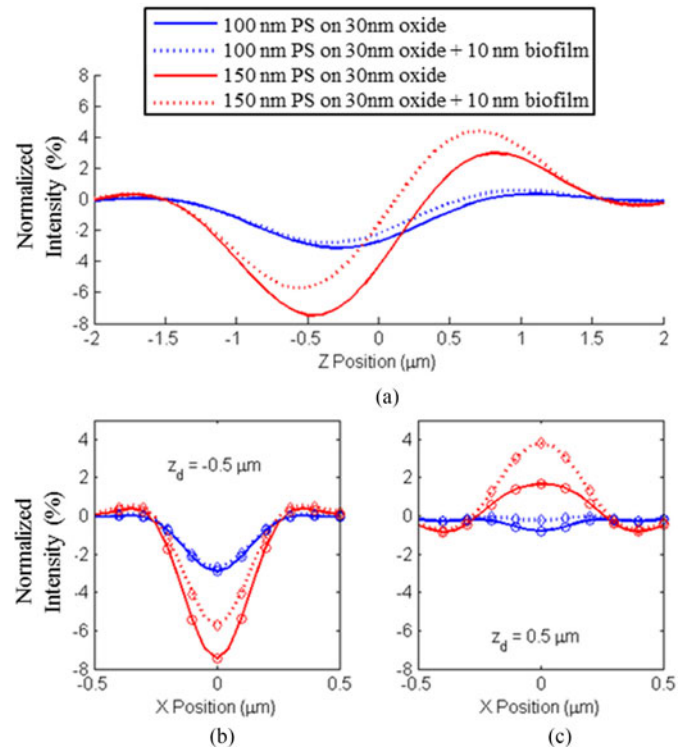 100 nm PS on 30nm oxide
100 nm PS on 30nm oxide + 10 nm biofilm
150 nm PS on 30nm oxide
150 nm PS on 30nm oxide + 10 nm biofilm
Normalized
Intensity (%)
6
4
2
0
-2
-4
-6
-8
-2
-1.5
-1
-0.5
0
0.5
1
1.5
2
Z Position (μm)
(a)
Normalized
Intensity (%)
4
2
0
-2
-4
-6
-8
z_d = -0.5 μm
-0.5
0
0.5
X Position (μm)
(b)
4
2
0
-2
-4
-6
-8
z_d = 0.5 μm
-0.5
0
0.5
X Position (μm)
(c)